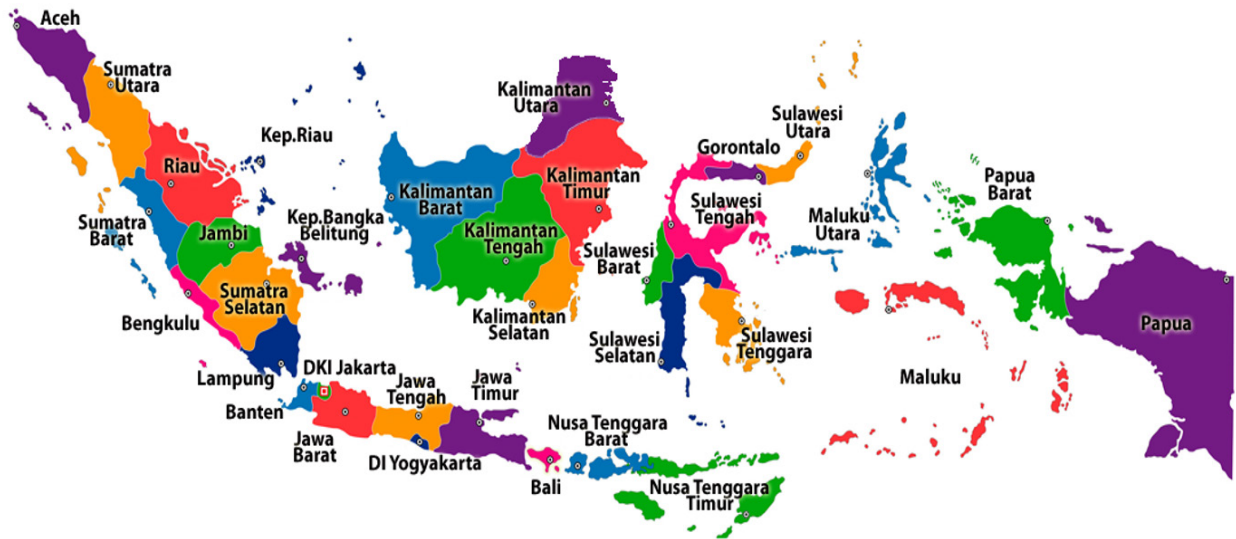 Aceh
Sumatra
Utara
Kep.Riau
Riau
Sumatra
Barat
Jambi
Kep.Bangka
Belitung
Sumatra
Selatan
Bengkulu
Lampung
DKI Jakarta
Banten
Jawa
Barat
Jawa
Tengah
DI Yogyakarta
Jawa
Timur
Bali
Nusa Tenggara
Barat
Nusa Tenggara
Timur
Kalimantan
Utara
Kalimantan
Barat
Kalimantan
Timur
Kalimantan
Tengah
Kalimantan
Selatan
Sulawesi
Utara
Gorontalo
Sulawesi
Tengah
Sulawesi
Barat
Sulawesi
Selatan
Sulawesi
Tenggara
Maluku
Utara
Maluku
Papua
Barat
Papua